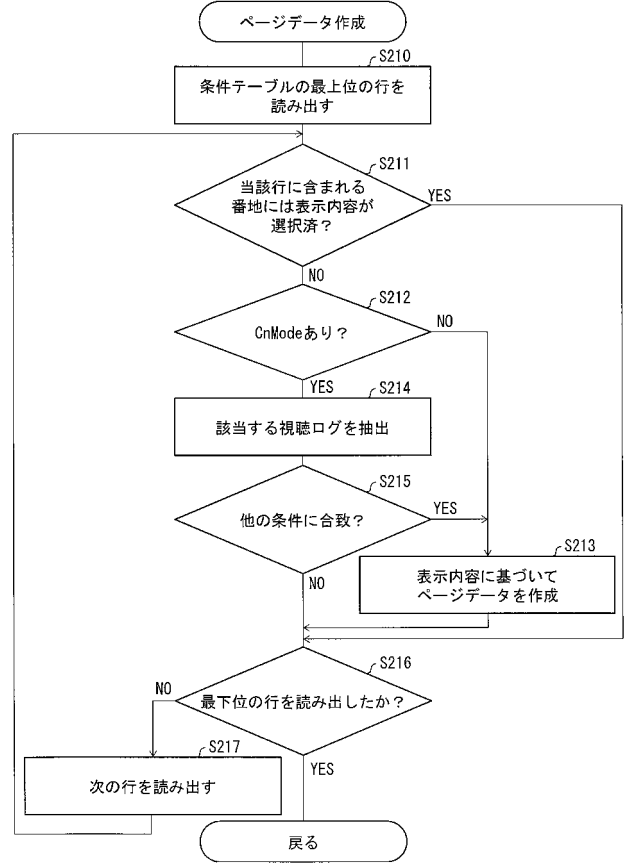 ページデータ作成
S210
条件テーブルの最上位の行を
読み出す
S211
当該行に含まれる
番地には表示内容が
選択済？
YES
NO
S212
CnModeあり？
NO
YES
S214
該当する視聴ログを抽出
S215
他の条件に合致？
YES
NO
S213
表示内容に基づいて
ページデータを作成
S216
最下位の行を読み出したか？
NO
YES
S217
次の行を読み出す
戻る